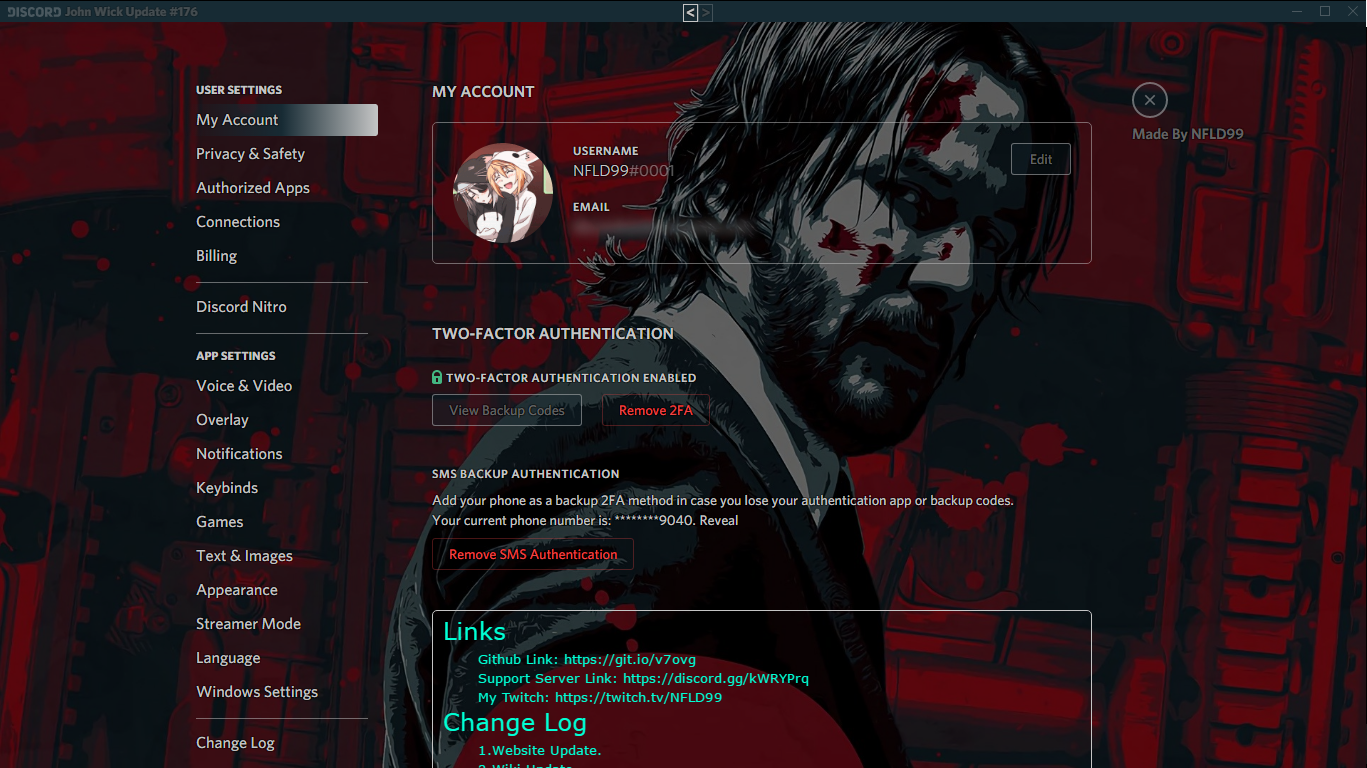 DISCORD John Wick Update #176
< >
USER SETTINGS
My Account
Privacy & Safety
Authorized Apps
Connections
Billing
Discord Nitro
APP SETTINGS
Voice & Video
Overlay
Notifications
Keybinds
Games
Text & Images
Appearance
Streamer Mode
Language
Windows Settings
Change Log
MY ACCOUNT
USERNAME
NFLD99#0001
Edit
EMAIL
TWO-FACTOR AUTHENTICATION
TWO-FACTOR AUTHENTICATION ENABLED
View Backup Codes
Remove 2FA
SMS BACKUP AUTHENTICATION
Add your phone as a backup 2FA method in case you lose your authentication app or backup codes.
Your current phone number is: ********9040. Reveal
Remove SMS Authentication
Links
Github Link: https://git.io/v7ovg
Support Server Link: https://discord.gg/kWRYPrq
My Twitch: https://twitch.tv/NFLD99
Change Log
1.Website Update.
Made By NFLD99